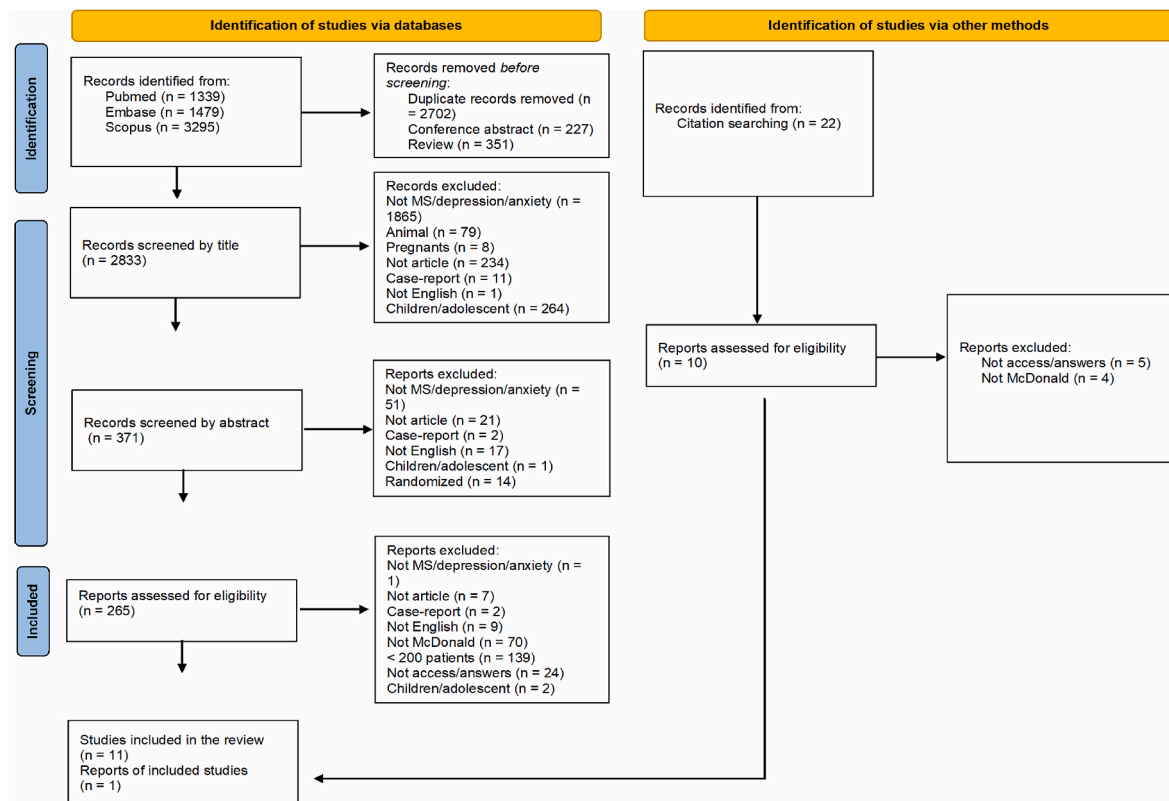 Identification of studies via databases
Identification of studies via other methods
Identification
Records identified from:
Pubmed (n = 1339)
Embase (n = 1479)
Scopus (n = 3295)
Records removed before
screening:
Duplicate records removed (n
= 2702)
Conference abstract (n = 227)
Review (n = 351)
Records identified from:
Citation searching (n = 22)
Screening
Records screened by title
(n = 2833)
Records excluded:
Not MS/depression/anxiety (n =
1865)
Animal (n = 79)
Pregnants (n = 8)
Not article (n = 234)
Case-report (n = 11)
Not English (n = 1)
Children/adolescent (n = 264)
Reports assessed for eligibility
(n = 10)
Reports excluded:
Not access/answers (n = 5)
Not McDonald (n = 4)
Records screened by abstract
(n = 371)
Reports excluded:
Not MS/depression/anxiety (n =
51)
Not article (n = 21)
Case-report (n = 2)
Not English (n = 17)
Children/adolescent (n = 1)
Randomized (n = 14)
Included
Reports assessed for eligibility
(n = 265)
Reports excluded:
Not MS/depression/anxiety (n =
1)
Not article (n = 7)
Case-report (n = 2)
Not English (n = 9)
Not McDonald (n = 70)
< 200 patients (n = 139)
Not access/answers (n = 24)
Children/adolescent (n = 2)
Studies included in the review
(n = 11)
Reports of included studies
(n = 1)